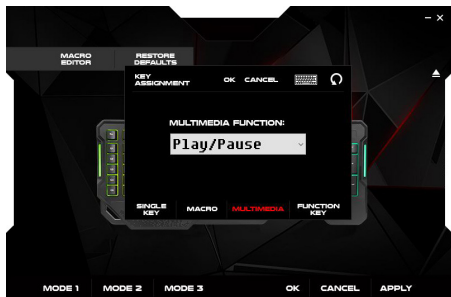 MACRO
EDITOR
RESTORE
DEFAULTS
KEY
ASSIGNMENT
OK CANCEL
MULTIMEDIA FUNCTION:
Play/Pause
SINGLE
KEY
MACRO
MULTIMEDIA
FUNCTION
KEY
MODE 1 MODE 2 MODE 3 OK CANCEL APPLY